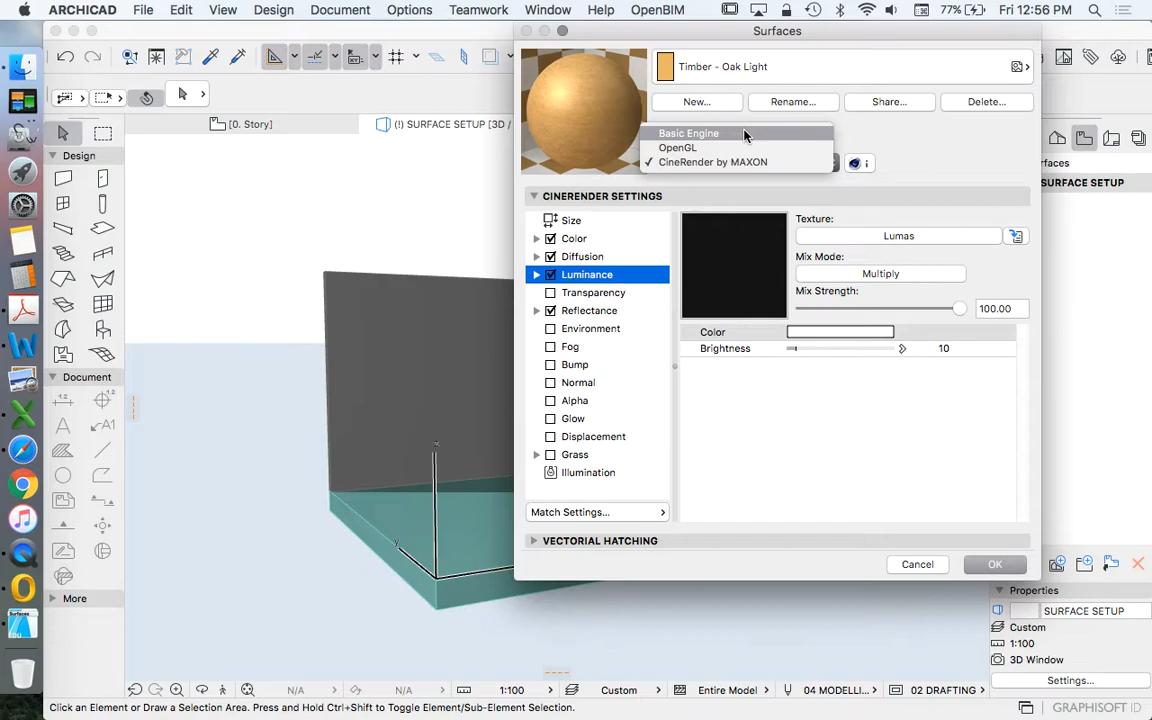 ARCHICAD File Edit View Design Document Options Teamwork Window Help OpenBIM 77% Fri 12:56 PM
Surfaces
Timber - Oak Light
New... Rename... Share... Delete...
[0. Story]
(!) SURFACE SETUP [3D /
Basic Engine
OpenGL
✓ CineRender by MAXON
Design
Document
More
CINERENDER SETTINGS
Size
Color
Diffusion
Luminance
Transparency
Reflectance
Environment
Fog
Bump
Normal
Alpha
Glow
Displacement
Grass
Illumination
Match Settings...
Texture:
Lumas
Mix Mode:
Multiply
Mix Strength:
100.00
Color
Brightness 10
VECTORIAL HATCHING
Cancel OK
rfaces
SURFACE SETUP
Properties
SURFACE SETUP
Custom
1:100
3D Window
Settings...
z
y
N/A N/A 1:100 Custom Entire Model 04 MODELLI... 02 DRAFTING
Click an Element or Draw a Selection Area. Press and Hold Ctrl+Shift to Toggle Element/Sub-Element Selection.
GRAPHISOFT ID